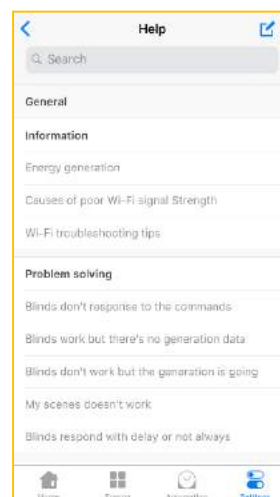 Help
Search
General
Information
Energy generation
Causes of poor Wi-Fi signal Strength
Wi-Fi troubleshooting tips
Problem solving
Blinds don't response to the commands
Blinds work but there's no generation data
Blinds don't work but the generation is going
My scenes doesn't work
Blinds respond with delay or not always